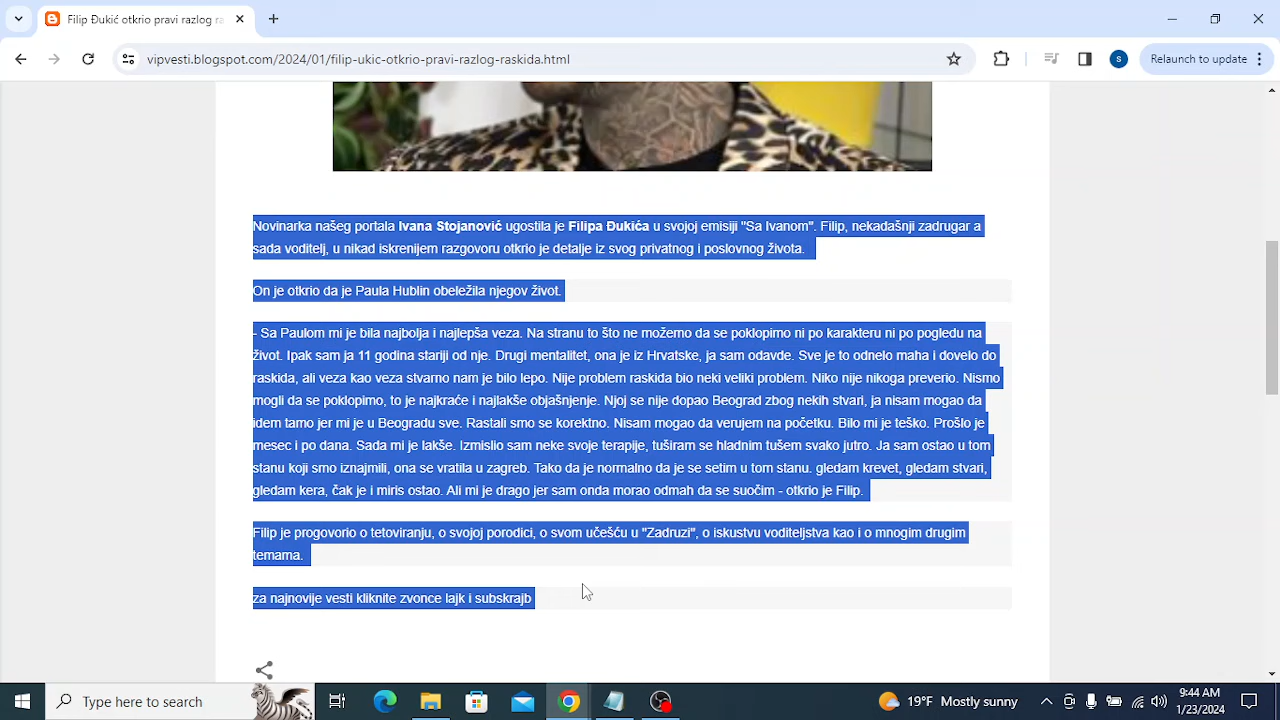 Filip Đukić otkrio pravi razlog ra
vipvesti.blogspot.com/2024/01/filip-ukic-otkrio-pravi-razlog-raskida.html
S
Relaunch to update
Novinarka našeg portala Ivana Stojanović ugostila je Filipa Đukića u svojoj emisiji "Sa Ivanom". Filip, nekadašnji zadrugar a
sada voditelj, u nikad iskrenijem razgovoru otkrio je detalje iz svog privatnog i poslovnog života.
On je otkrio da je Paula Hublin obeležila njegov život.
- Sa Paulom mi je bila najbolja i najlepša veza. Na stranu to što ne možemo da se poklopimo ni po karakteru ni po pogledu na
život. Ipak sam ja 11 godina stariji od nje. Drugi mentalitet, ona je iz Hrvatske, ja sam odavde. Sve je to odnelo maha i dovelo do
raskida, ali veza kao veza stvarno nam je bilo lepo. Nije problem raskida bio neki veliki problem. Niko nije nikoga preverio. Nismo
mogli da se poklopimo, to je najkraće i najlakše objašnjenje. Njoj se nije dopao Beograd zbog nekih stvari, ja nisam mogao da
idem tamo jer mi je u Beogradu sve. Rastali smo se korektno. Nisam mogao da verujem na početku. Bilo mi je teško. Prošlo je
mesec i po dana. Sada mi je lakše. Izmislio sam neke svoje terapije, tuširam se hladnim tušem svako jutro. Ja sam ostao u tom
stanu koji smo iznajmili, ona se vratila u zagreb. Tako da je normalno da je se setim u tom stanu. gledam krevet, gledam stvari,
gledam kera, čak je i miris ostao. Ali mi je drago jer sam onda morao odmah da se suočim - otkrio je Filip.
Filip je progovorio o tetoviranju, o svojoj porodici, o svom učešću u "Zadruzi", o iskustvu voditeljstva kao i o mnogim drugim
temama.
za najnovije vesti kliknite zvonce lajk i subskrajb
Type here to search
19°F Mostly sunny
9:44 AM
1/23/2024